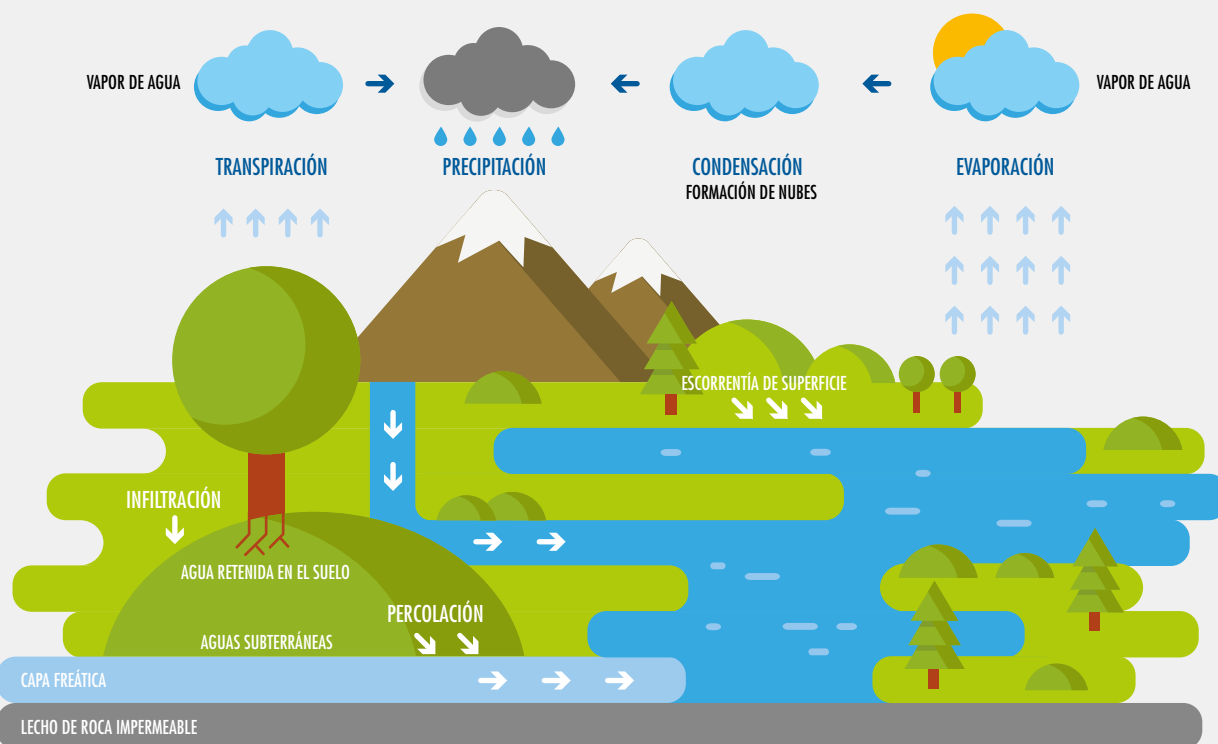 VAPOR DE AGUA
VAPOR DE AGUA
TRANSPIRACIÓN
PRECIPITACIÓN
CONDENSACIÓN
EVAPORACIÓN
FORMACIÓN DE NUBES
ESCORRENTÍA DE SUPERFICIE
INFILTRACIÓN
AGUA RETENIDA EN EL SUELO
PERCOLACIÓN
AGUAS SUBTERRÁNEAS
CAPA FREÁTICA
LECHO DE ROCA IMPERMEABLE